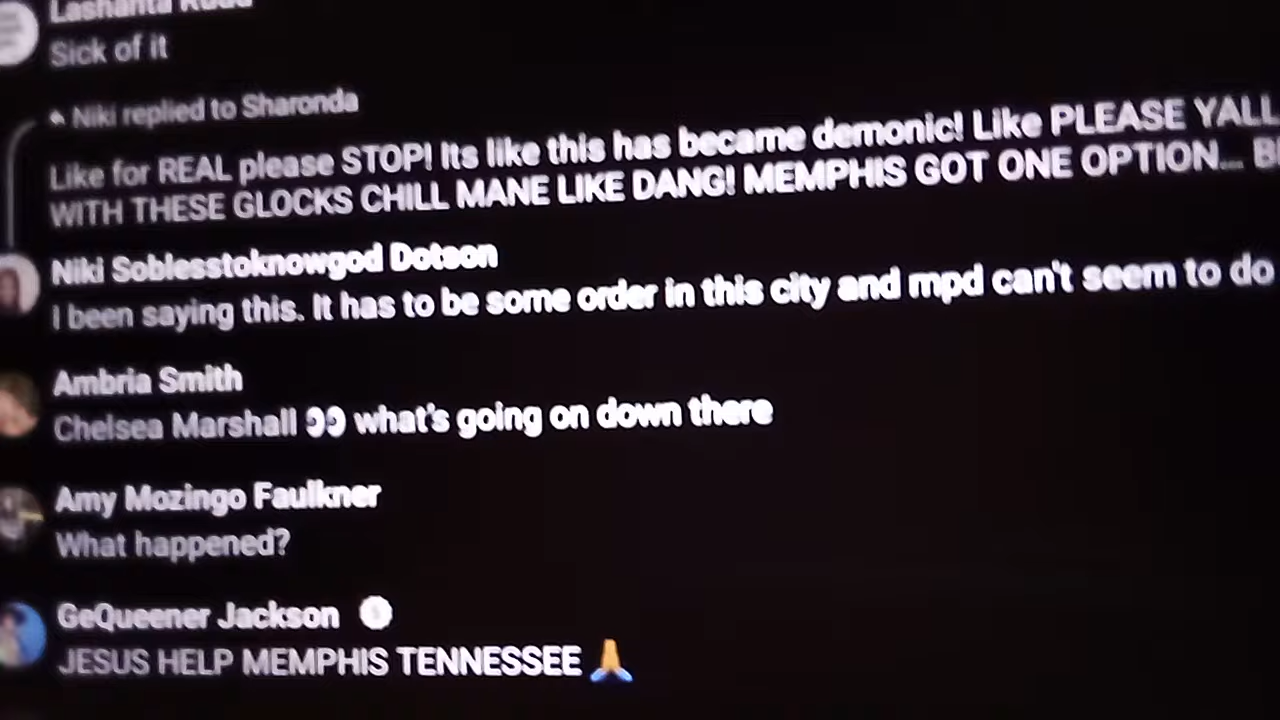 Lashanta
Sick of it
Niki replied to Sharonda
Like for REAL please STOP! Its like this has became demonic! Like PLEASE YALL
WITH THESE GLOCKS CHILL MANE LIKE DANG! MEMPHIS GOT ONE OPTION...
Niki Soblesstoknowgod Dotson
I been saying this. It has to be some order in this city and mpd can't seem to do
Ambria Smith
Chelsea Marshall 👀 what's going on down there
Amy Mozingo Faulkner
What happened?
GeQueener Jackson
JESUS HELP MEMPHIS TENNESSEE 🙏